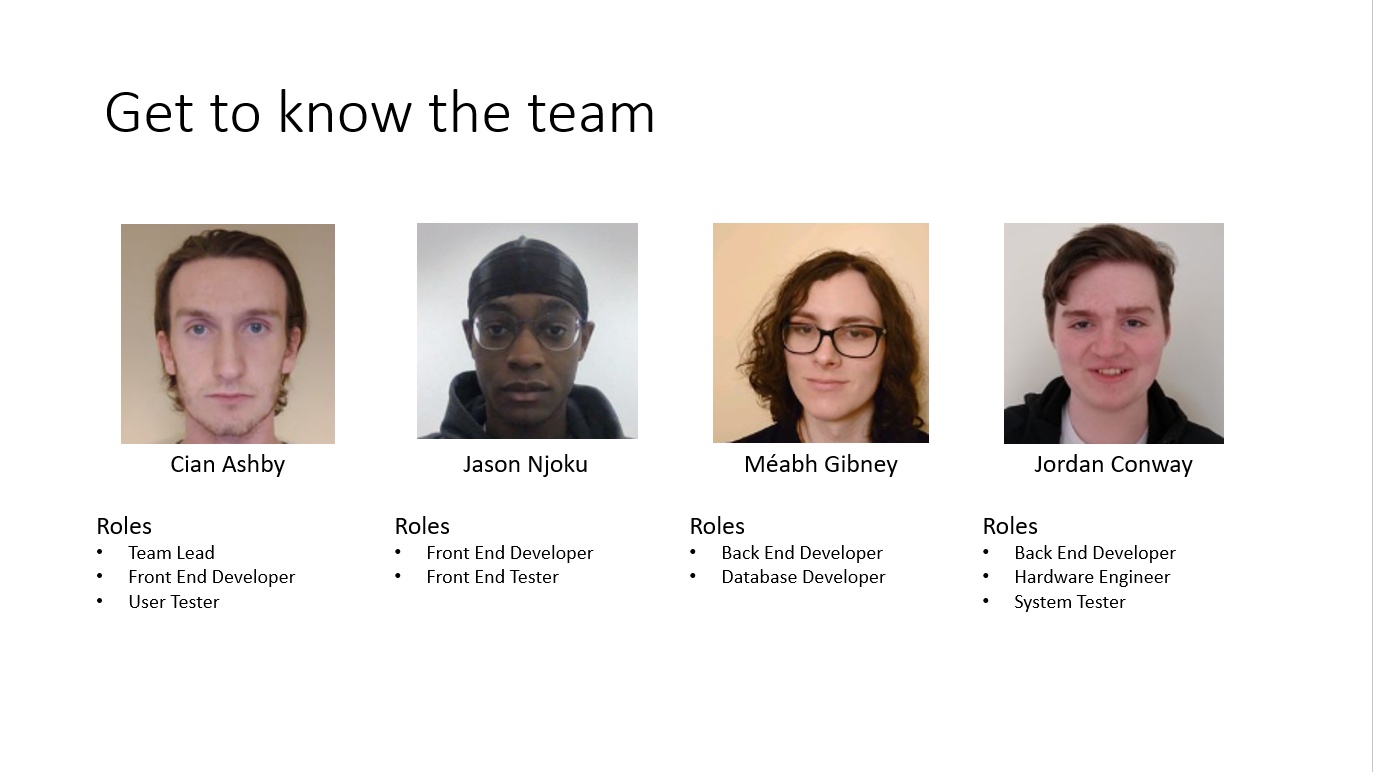 Get to know the team
Cian Ashby
Roles
• Team Lead
• Front End Developer
• User Tester
Jason Njoku
Roles
• Front End Developer
• Front End Tester
Méabh Gibney
Roles
• Back End Developer
• Database Developer
Jordan Conway
Roles
• Back End Developer
• Hardware Engineer
• System Tester